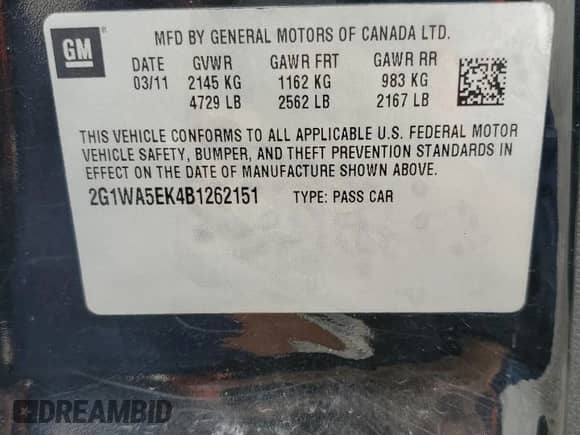 GM
MFD BY GENERAL MOTORS OF CANADA LTD.
DATE GVWR GAWR FRT GAWR RR
03/11 2145 KG 1162 KG 983 KG
4729 LB 2562 LB 2167 LB
THIS VEHICLE CONFORMS TO ALL APPLICABLE U.S. FEDERAL MOTOR
VEHICLE SAFETY, BUMPER, AND THEFT PREVENTION STANDARDS IN
EFFECT ON THE DATE OF MANUFACTURE SHOWN ABOVE.
2G1WA5EK4B1262151 TYPE: PASS CAR
DREAMBID